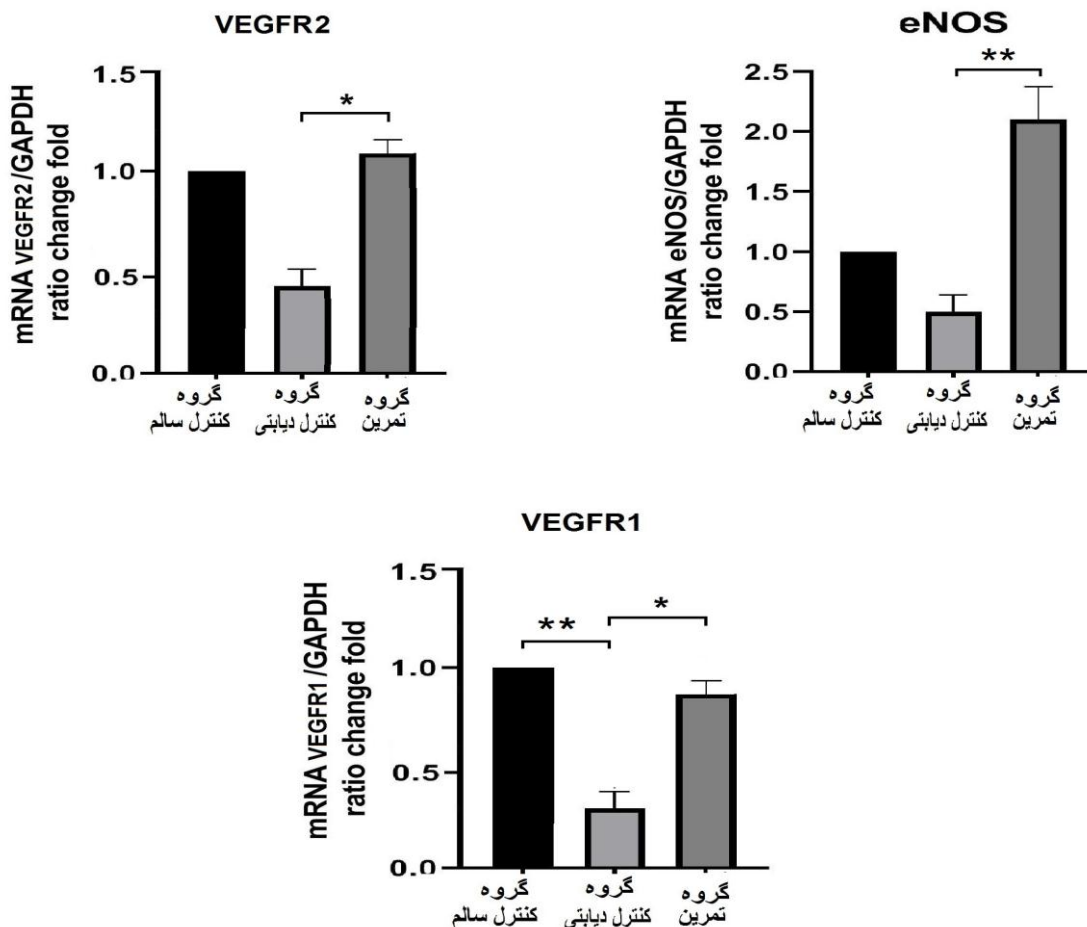 VEGFR2
mRNA VEGFR2/GAPDH
ratio change fold
1.5
1.0
0.5
0.0
*
گروه
کنترل سالم
گروه
کنترل دیابتی
گروه
تمرین
eNOS
mRNA eNOS/GAPDH
ratio change fold
2.5
2.0
1.5
1.0
0.5
0.0
**
گروه
کنترل سالم
گروه
کنترل دیابتی
گروه
تمرین
VEGFR1
mRNA VEGFR1/GAPDH
ratio change fold
1.5
1.0
0.5
0.0
**
*
گروه
کنترل سالم
گروه
کنترل دیابتی
گروه
تمرین